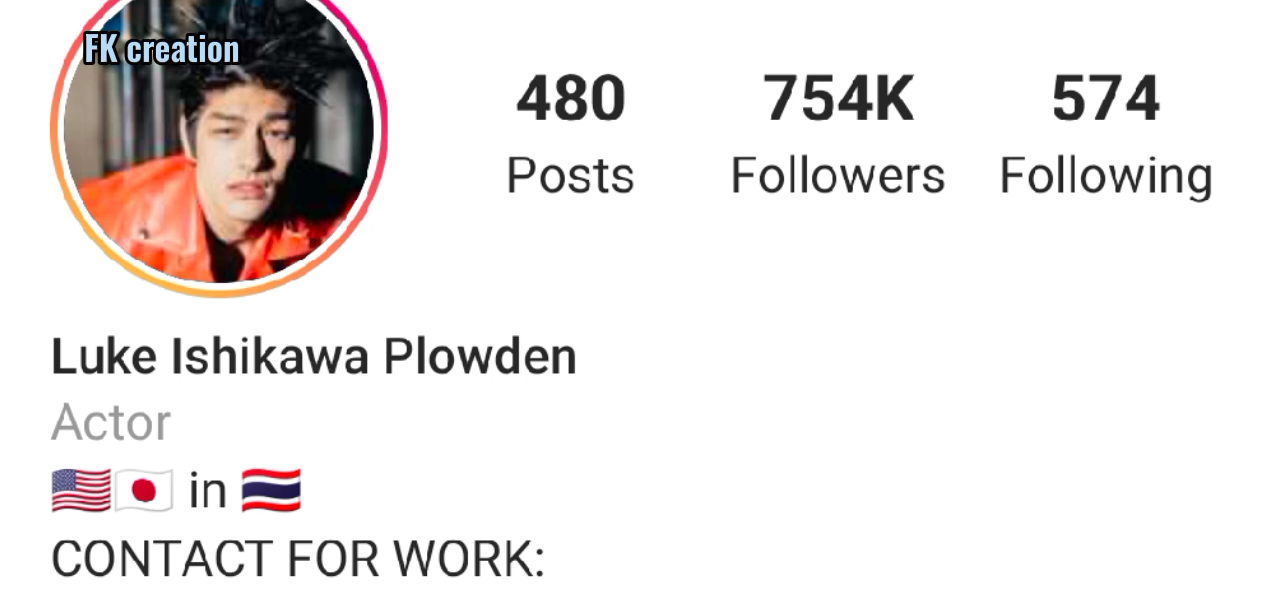 FK creation
480 754K 574
Posts Followers Following
Luke Ishikawa Plowden
Actor
🇺🇸🇯🇵 in 🇹🇭
CONTACT FOR WORK: